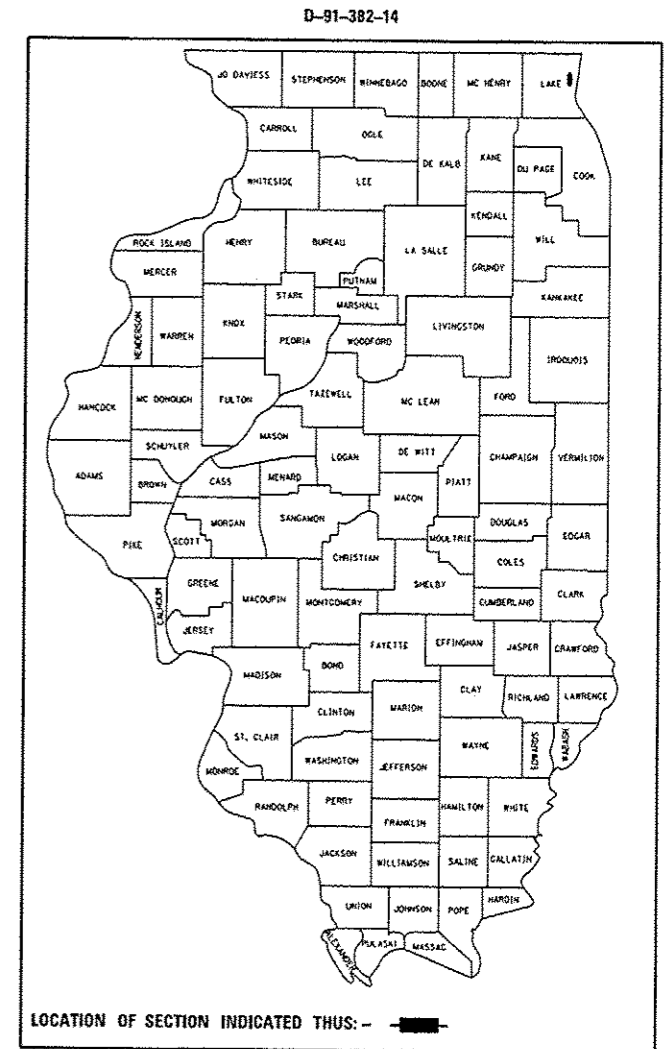 D-91-382-14
JO DAVIESS STEPHENSON WINNEBAGO BOONE MC HENRY LAKE
CARROLL OGLE
DE KALB KANE DU PAGE COOK
WHITESIDE LEE
KENDALL WILL
ROCK ISLAND HENRY BUREAU LA SALLE GRUNDY
MERCER PUTNAM
STARK MARSHALL KANKAKEE
HENDERSON WARREN KNOX PEORIA WOODFORD LIVINGSTON
IROQUOIS
HANCOCK MC DONOUGH FULTON TAZEWELL MC LEAN FORD
MASON
SCHUYLER LOGAN DE WITT CHAMPAIGN VERMILION
ADAMS BROWN CASS MENARD PIATT
MACON
MORGAN SANGAMON DOUGLAS
PIKE SCOTT CHRISTIAN MOULTRIE COLES EDGAR
GREENE SHELBY
CALHOUN MACOUPIN MONTGOMERY CUMBERLAND CLARK
JERSEY
FAYETTE EFFINGHAM JASPER CRAWFORD
MADISON BOND
CLAY RICHLAND LAWRENCE
CLINTON MARION
ST. CLAIR WAYNE EDWARDS WABASH
WASHINGTON JEFFERSON
MONROE
RANDOLPH PERRY HAMILTON WHITE
FRANKLIN
JACKSON WILLIAMSON SALINE GALLATIN
UNION JOHNSON POPE HARDIN
ALEXANDER PULASKI MASSAC
LOCATION OF SECTION INDICATED THUS: -